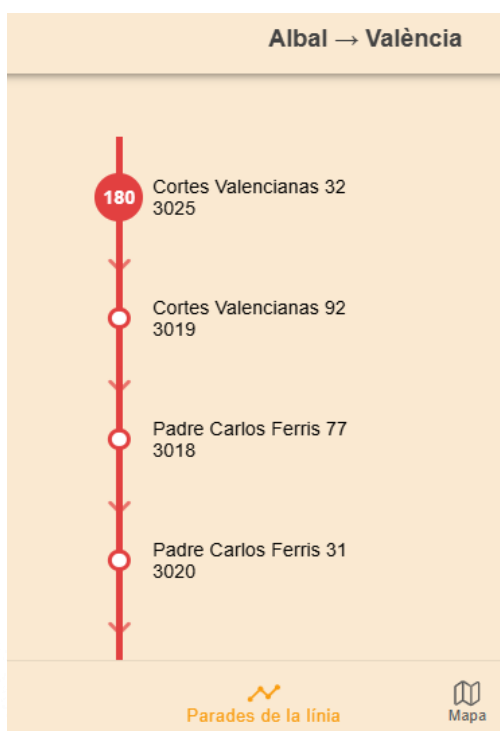 Albal → València
180
Cortes Valencianas 32
3025
Cortes Valencianas 92
3019
Padre Carlos Ferris 77
3018
Padre Carlos Ferris 31
3020
Parades de la línia
Mapa